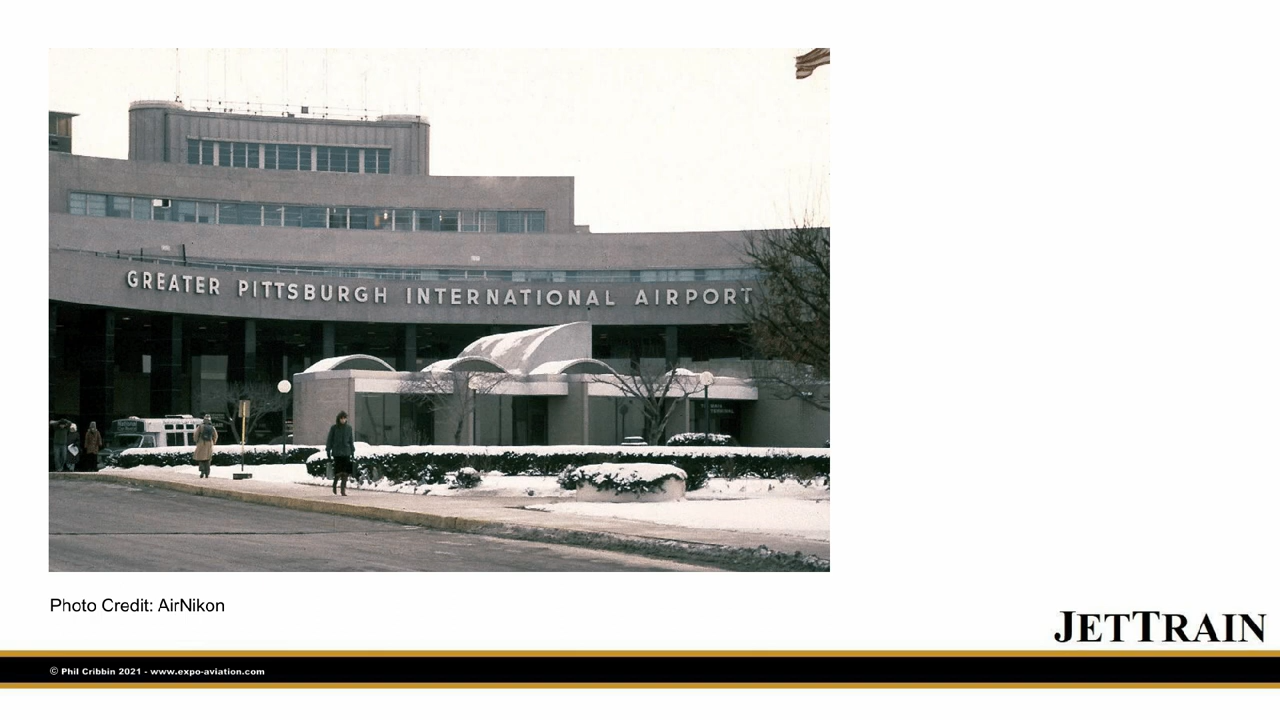 GREATER PITTSBURGH INTERNATIONAL AIRPORT
Photo Credit: AirNikon
JETTRAIN
© Phil Cribbin 2021 - www.expo-aviation.com